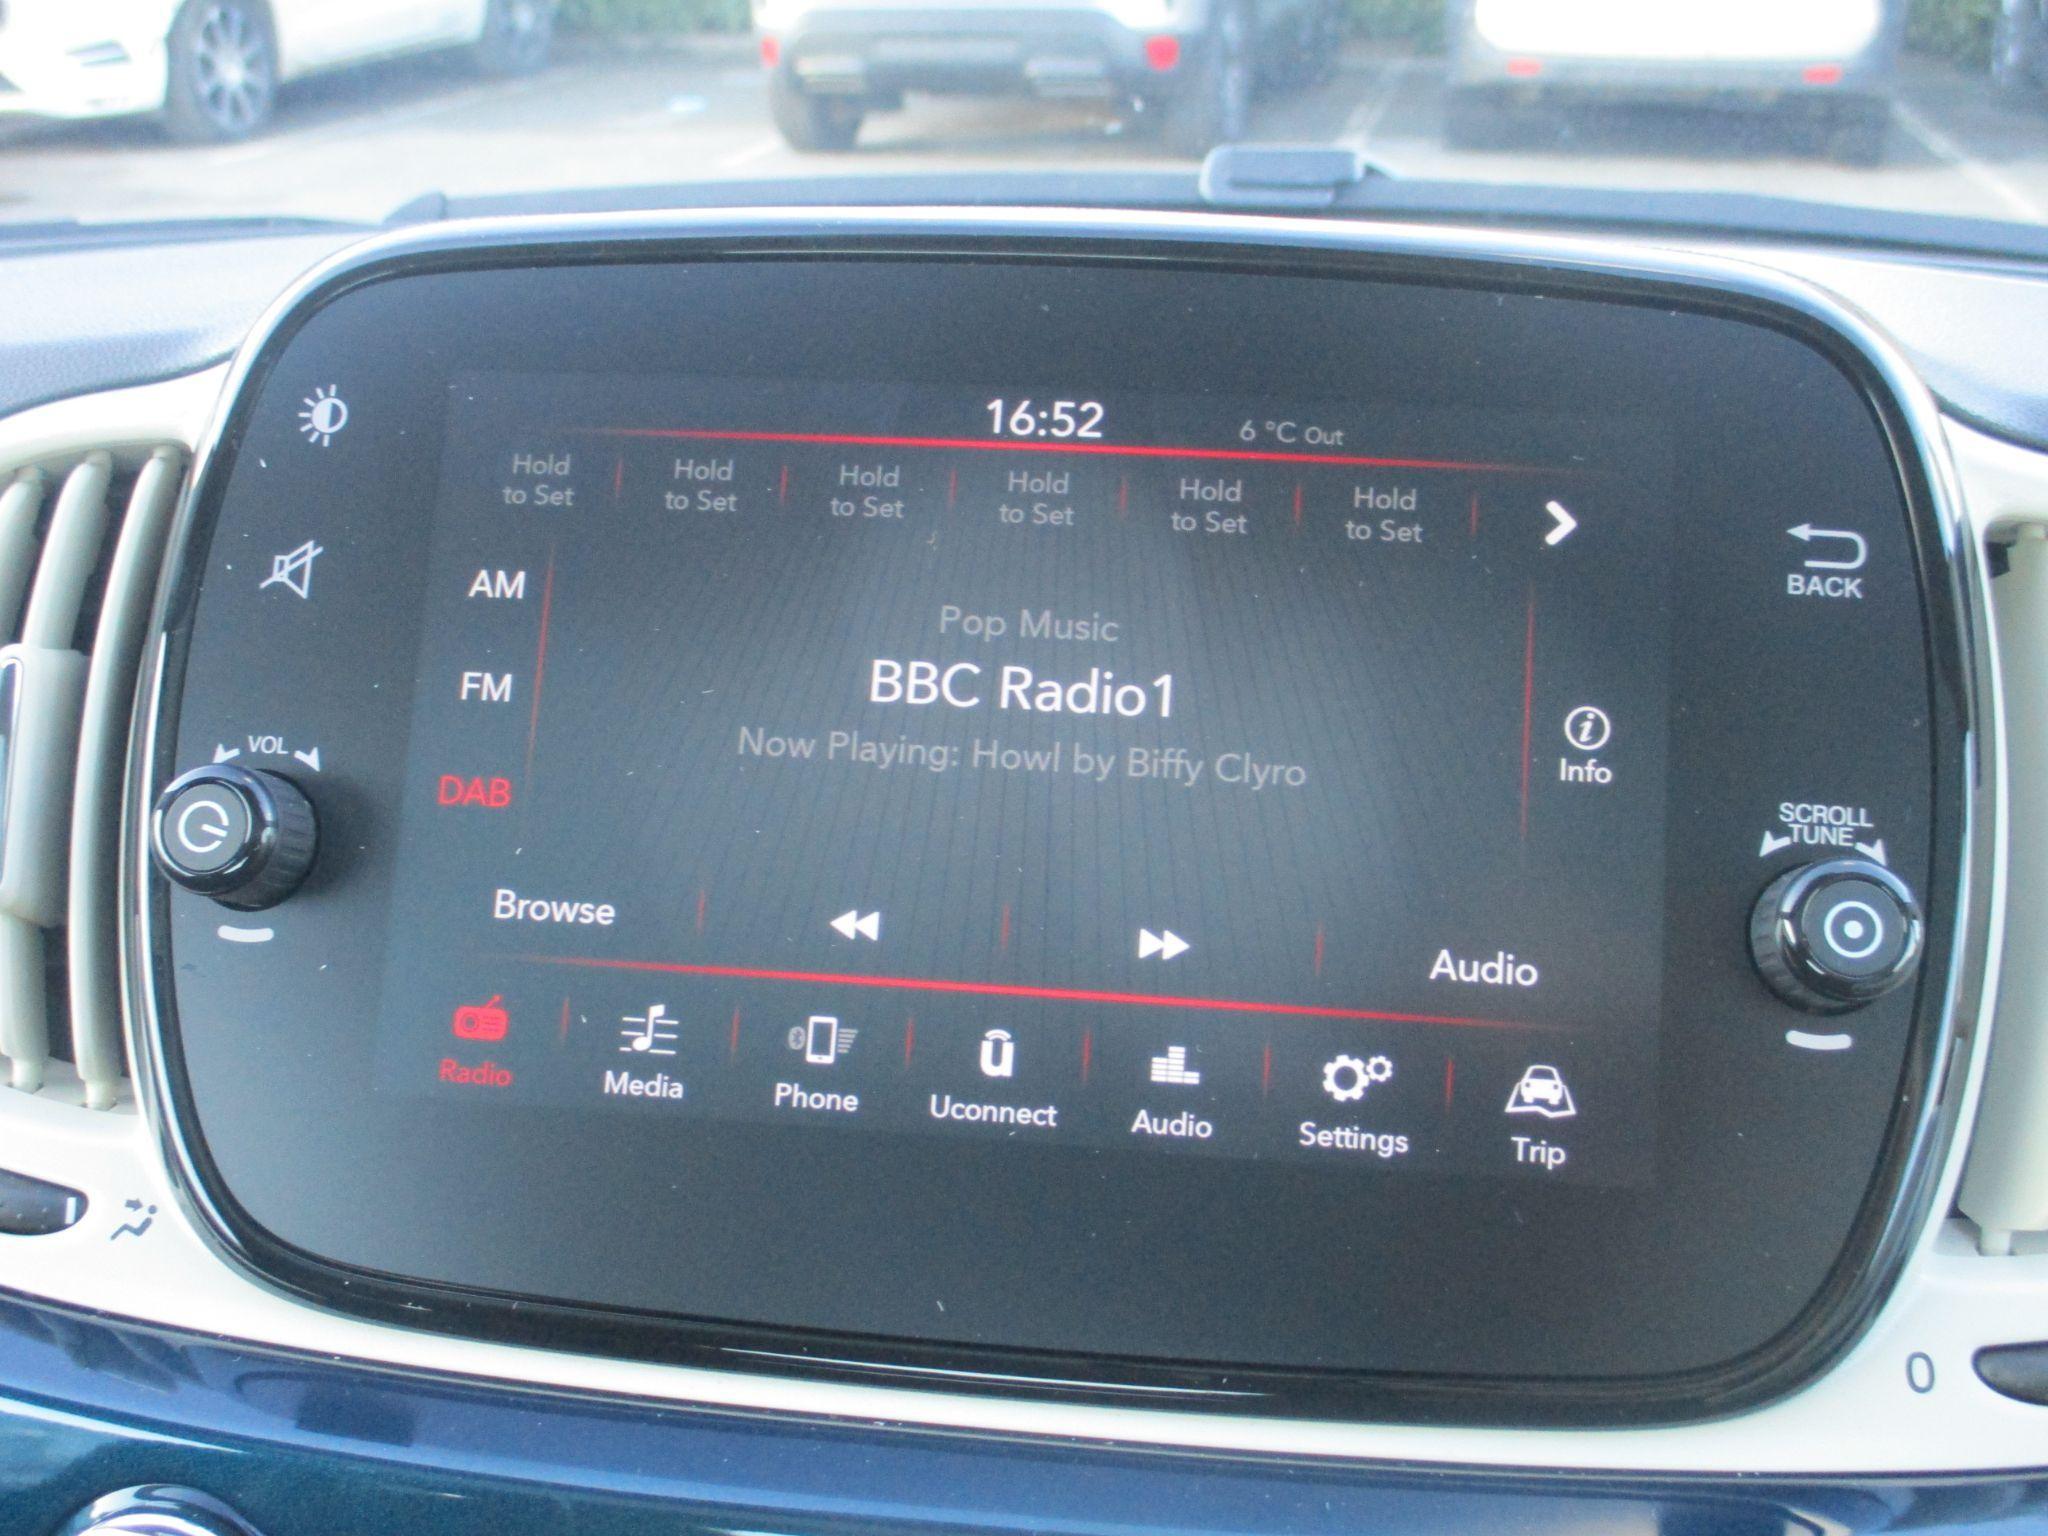 16:52
6 °C Out
Hold to Set
Hold to Set
Hold to Set
Hold to Set
Hold to Set
Hold to Set
AM
FM
DAB
Pop Music
BBC Radio1
Now Playing: Howl by Biffy Clyro
Info
Browse
Audio
Radio
Media
Phone
Uconnect
Audio
Settings
Trip
VOL
BACK
SCROLL
TUNE
0